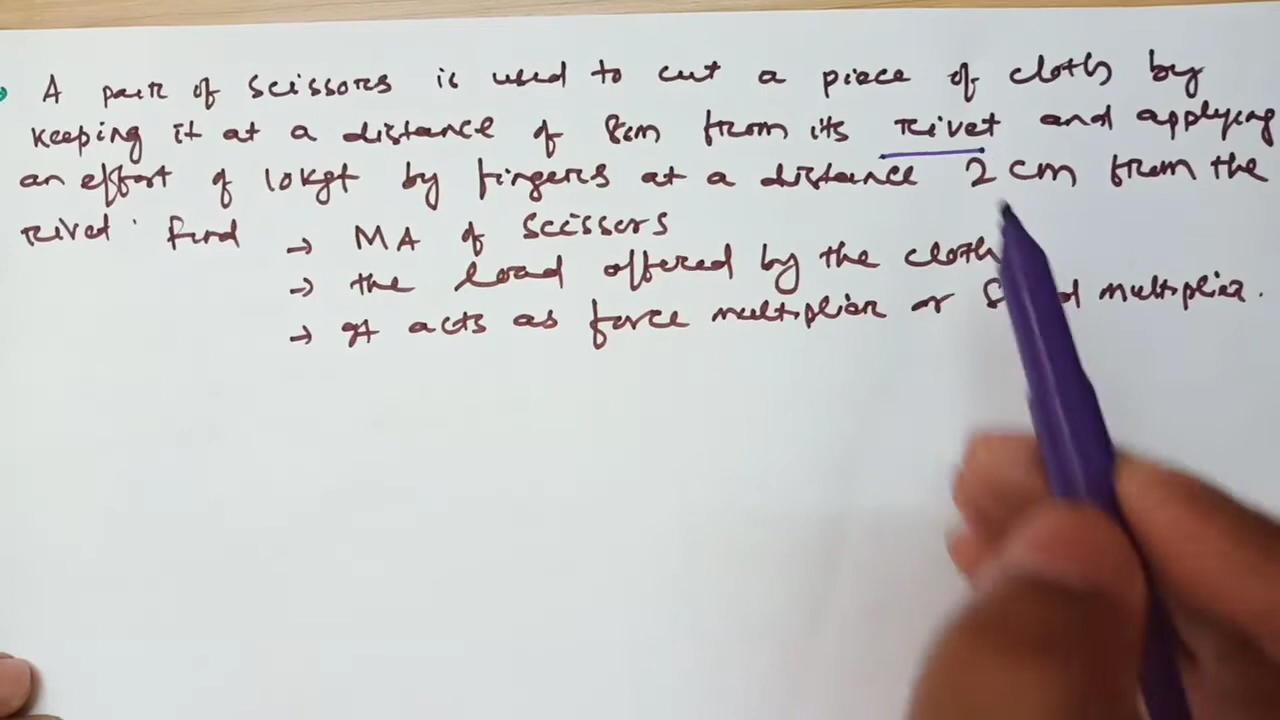 A pair of scissors is used to cut a piece of cloth by
keeping it at a distance of 8cm from its rivet and applying
an effort of 10kgf by fingers at a distance 2 cm from the
rivet. find → MA of scissors
→ the load offered by the cloth
→ It acts as force multiplier or multiplier.